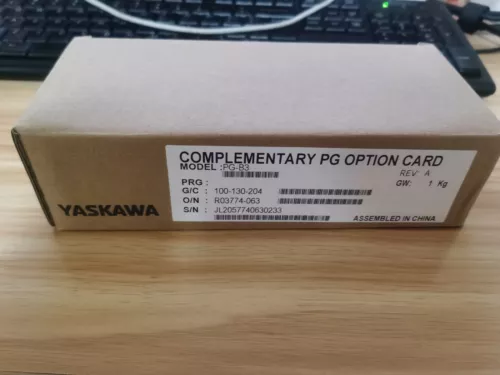 COMPLEMENTARY PG OPTION CARD
MODEL :PG-B3
REV: A
PRG :
GW: 1 Kg
G/C : 100-130-204
O/N : R03774-063
S/N : JL2057740630233
ASSEMBLED IN CHINA
YASKAWA